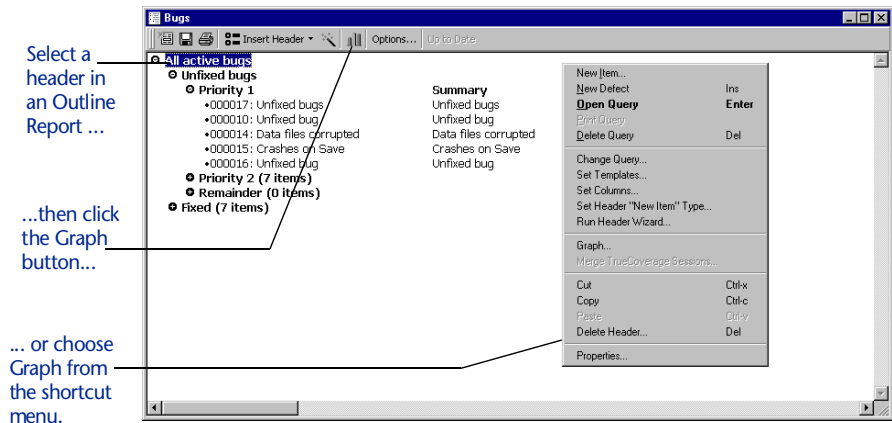 Bugs
Insert Header
Options...
Up to Date
Select a
header in
an Outline
Report ...
...then click
the Graph
button...
... or choose
Graph from
the shortcut
menu.
All active bugs
Unfixed bugs
Priority 1 Summary
000017: Unfixed bugs Unfixed bugs
000010: Unfixed bug Unfixed bug
000014: Data files corrupted Data files corrupted
000015: Crashes on Save Crashes on Save
000016: Unfixed bug Unfixed bug
Priority 2 (7 items)
Remainder (0 items)
Fixed (7 items)
New Item...
New Defect Ins
Open Query Enter
Print Query
Delete Query Del
Change Query...
Set Templates...
Set Columns...
Set Header "New Item" Type...
Run Header Wizard...
Graph...
Merge TrueCoverage Sessions...
Cut Ctrl-x
Copy Ctrl-c
Paste Ctrl-v
Delete Header... Del
Properties...